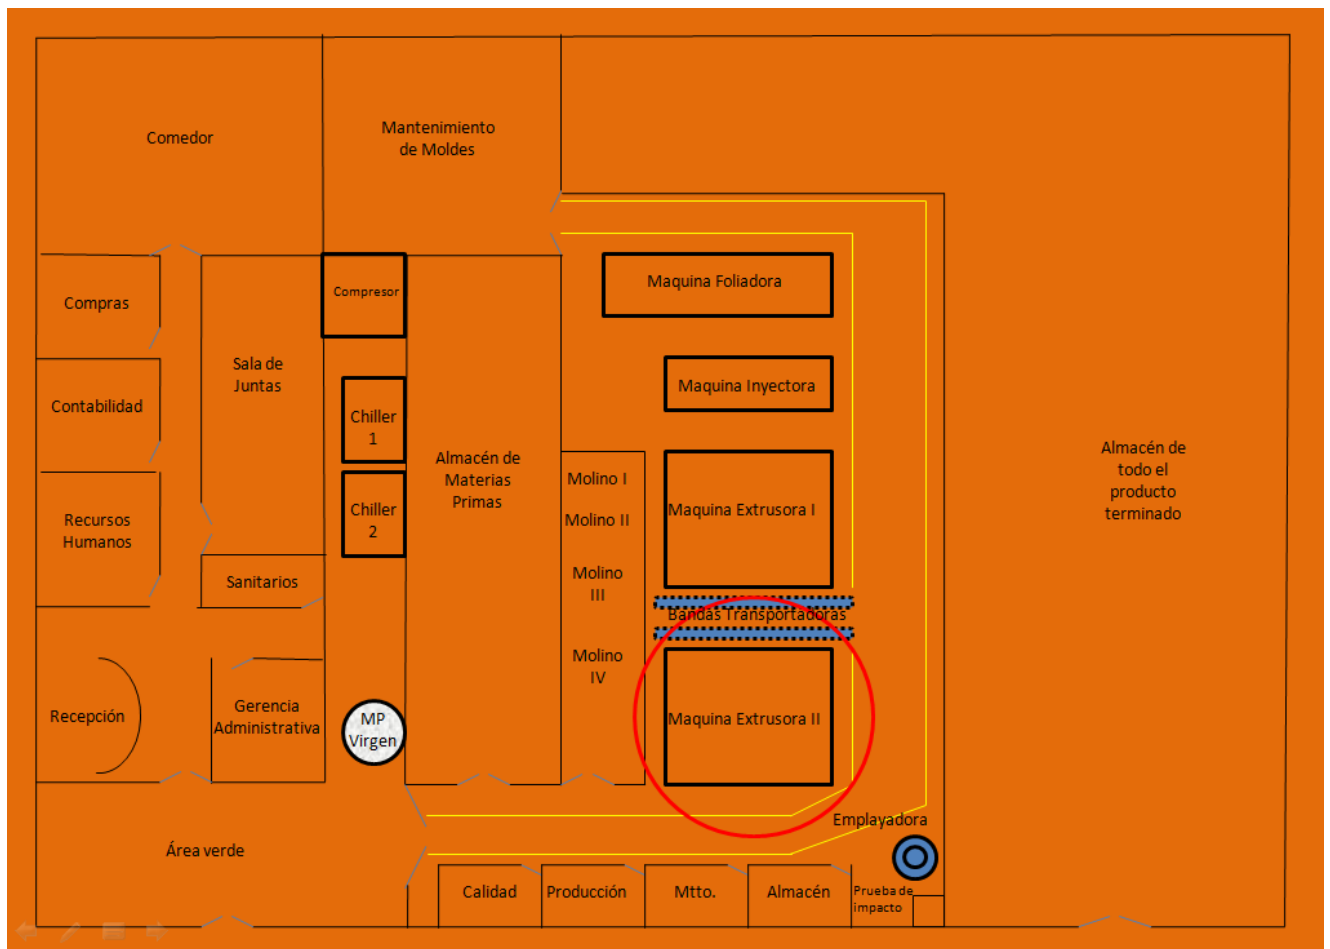 Comedor
Mantenimiento
de Moldes
Compras
Compresor
Maquina Foliadora
Sala de
Juntas
Maquina Inyectora
Contabilidad
Chiller
1
Almacén de
Materias
Primas
Almacén de
todo el
producto
terminado
Molino I
Maquina Extrusora I
Chiller
2
Molino II
Recursos
Humanos
Molino
III
Sanitarios
Bandas Transportadoras
Molino
IV
Recepción
Gerencia
Administrativa
MP
Virgen
Maquina Extrusora II
Emplayadora
Área verde
Calidad
Producción
Mtto.
Almacén
Prueba de
impacto